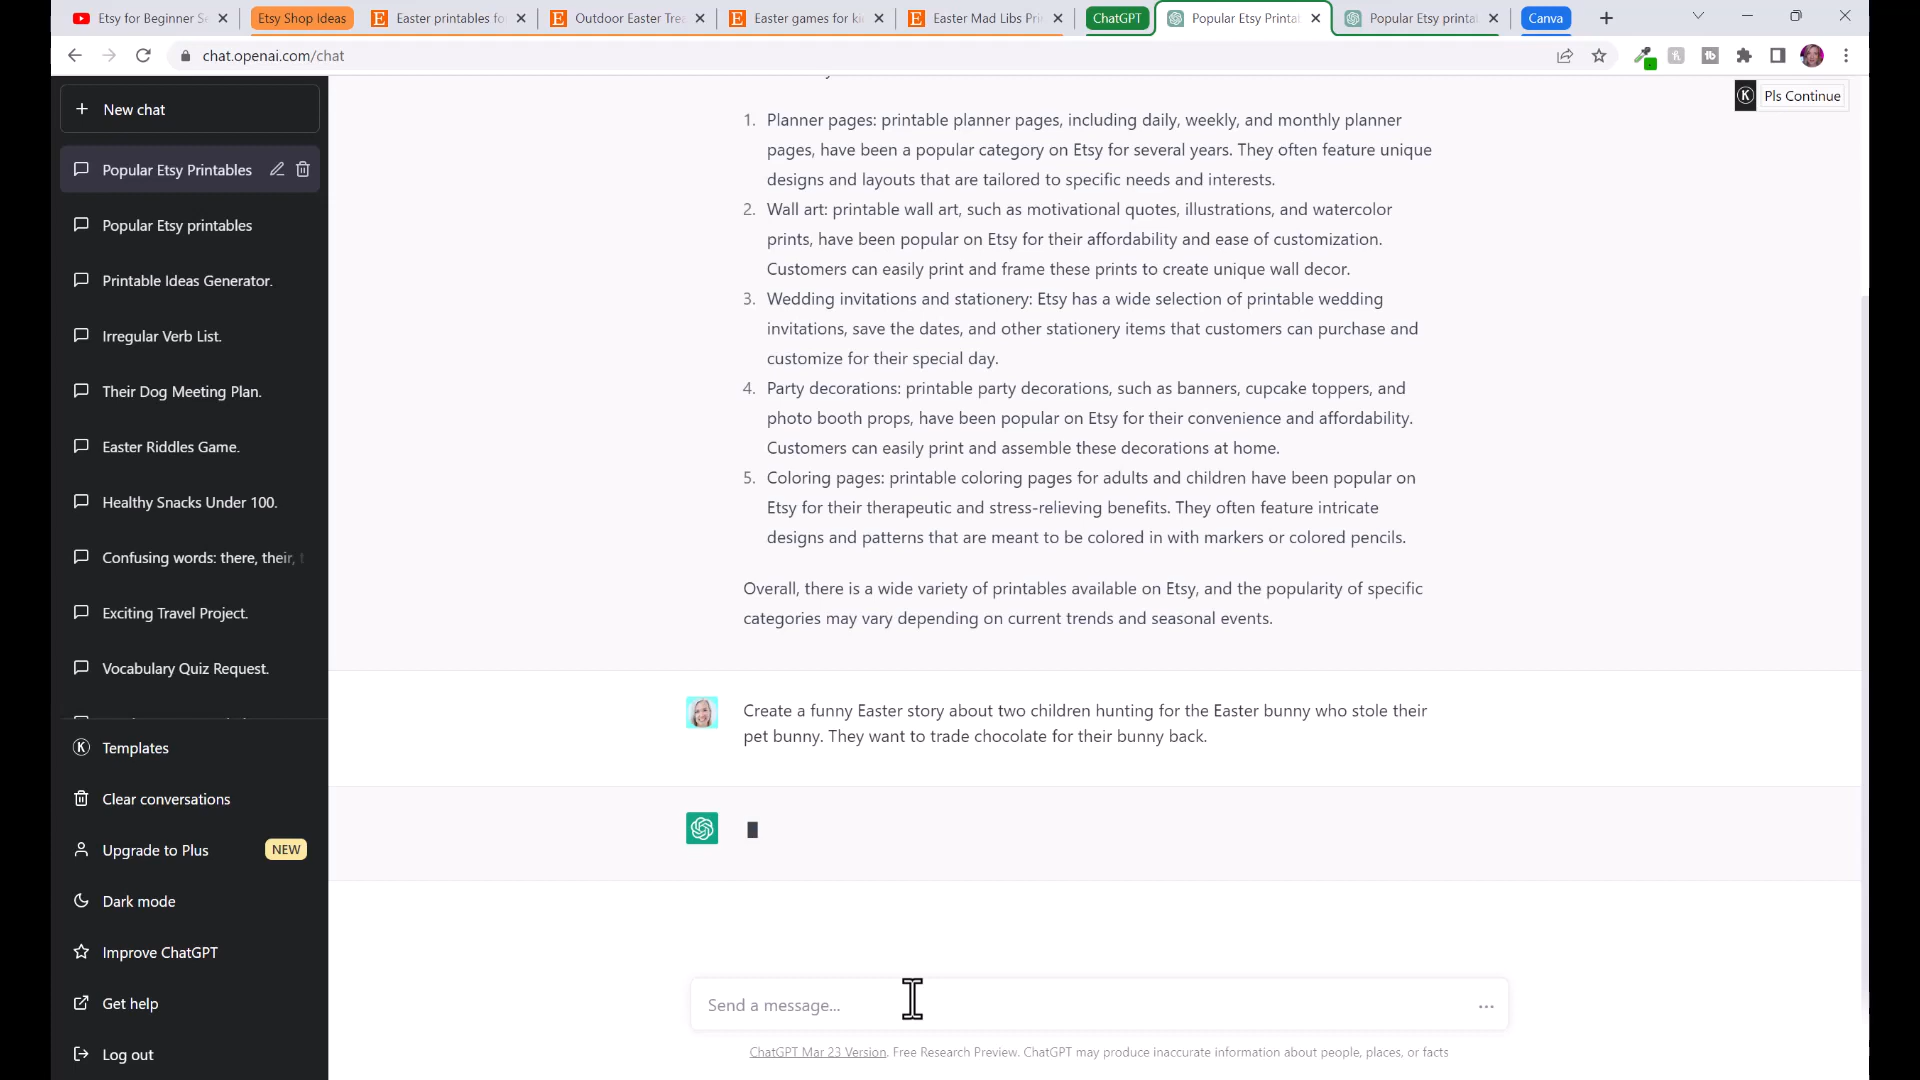 Etsy for Beginner Se
Etsy Shop Ideas
Easter printables fo
Outdoor Easter Trea
Easter games for ki
Easter Mad Libs Pri
ChatGPT
Popular Etsy Printa
Popular Etsy printa
Canva
chat.openai.com/chat
Pls Continue
New chat
Popular Etsy Printables
Popular Etsy printables
Printable Ideas Generator.
Irregular Verb List.
Their Dog Meeting Plan.
Easter Riddles Game.
Healthy Snacks Under 100.
Confusing words: there, their, t
Exciting Travel Project.
Vocabulary Quiz Request.
Templates
Clear conversations
Upgrade to Plus NEW
Dark mode
Improve ChatGPT
Get help
Log out
1. Planner pages: printable planner pages, including daily, weekly, and monthly planner
pages, have been a popular category on Etsy for several years. They often feature unique
designs and layouts that are tailored to specific needs and interests.
2. Wall art: printable wall art, such as motivational quotes, illustrations, and watercolor
prints, have been popular on Etsy for their affordability and ease of customization.
Customers can easily print and frame these prints to create unique wall decor.
3. Wedding invitations and stationery: Etsy has a wide selection of printable wedding
invitations, save the dates, and other stationery items that customers can purchase and
customize for their special day.
4. Party decorations: printable party decorations, such as banners, cupcake toppers, and
photo booth props, have been popular on Etsy for their convenience and affordability.
Customers can easily print and assemble these decorations at home.
5. Coloring pages: printable coloring pages for adults and children have been popular on
Etsy for their therapeutic and stress-relieving benefits. They often feature intricate
designs and patterns that are meant to be colored in with markers or colored pencils.
Overall, there is a wide variety of printables available on Etsy, and the popularity of specific
categories may vary depending on current trends and seasonal events.
Create a funny Easter story about two children hunting for the Easter bunny who stole their
pet bunny. They want to trade chocolate for their bunny back.
Send a message...
ChatGPT Mar 23 Version. Free Research Preview. ChatGPT may produce inaccurate information about people, places, or facts